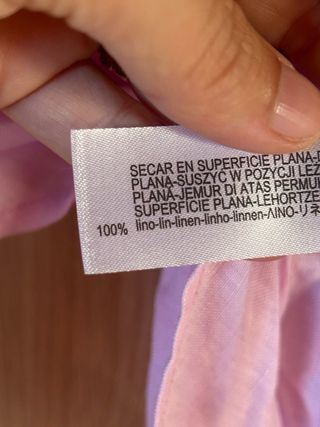 SECAR EN SUPERFICIE PLANA-
PLANA-SUSZYĆ W POZYCJI LEŻ
PLANA-JEMUR DI ATAS PERMU
SUPERFICIE PLANA-LEHORTZE
100% lino-lin-linen-linho-linnen-ΛINO-リネ